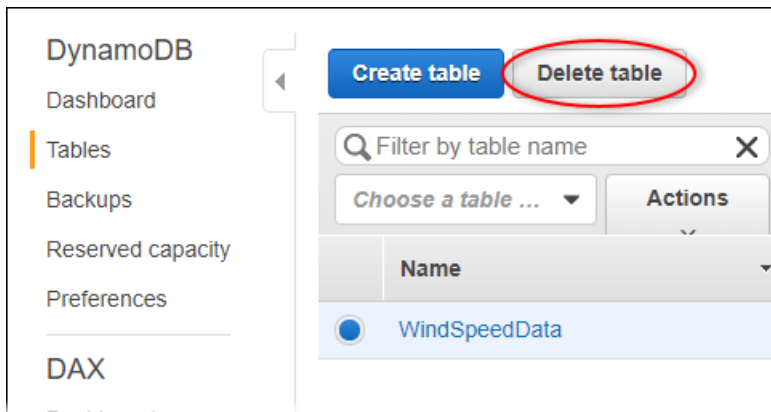 DynamoDB
Dashboard
Tables
Backups
Reserved capacity
Preferences
DAX
Create table
Delete table
Filter by table name
Choose a table ...
Actions
Name
WindSpeedData